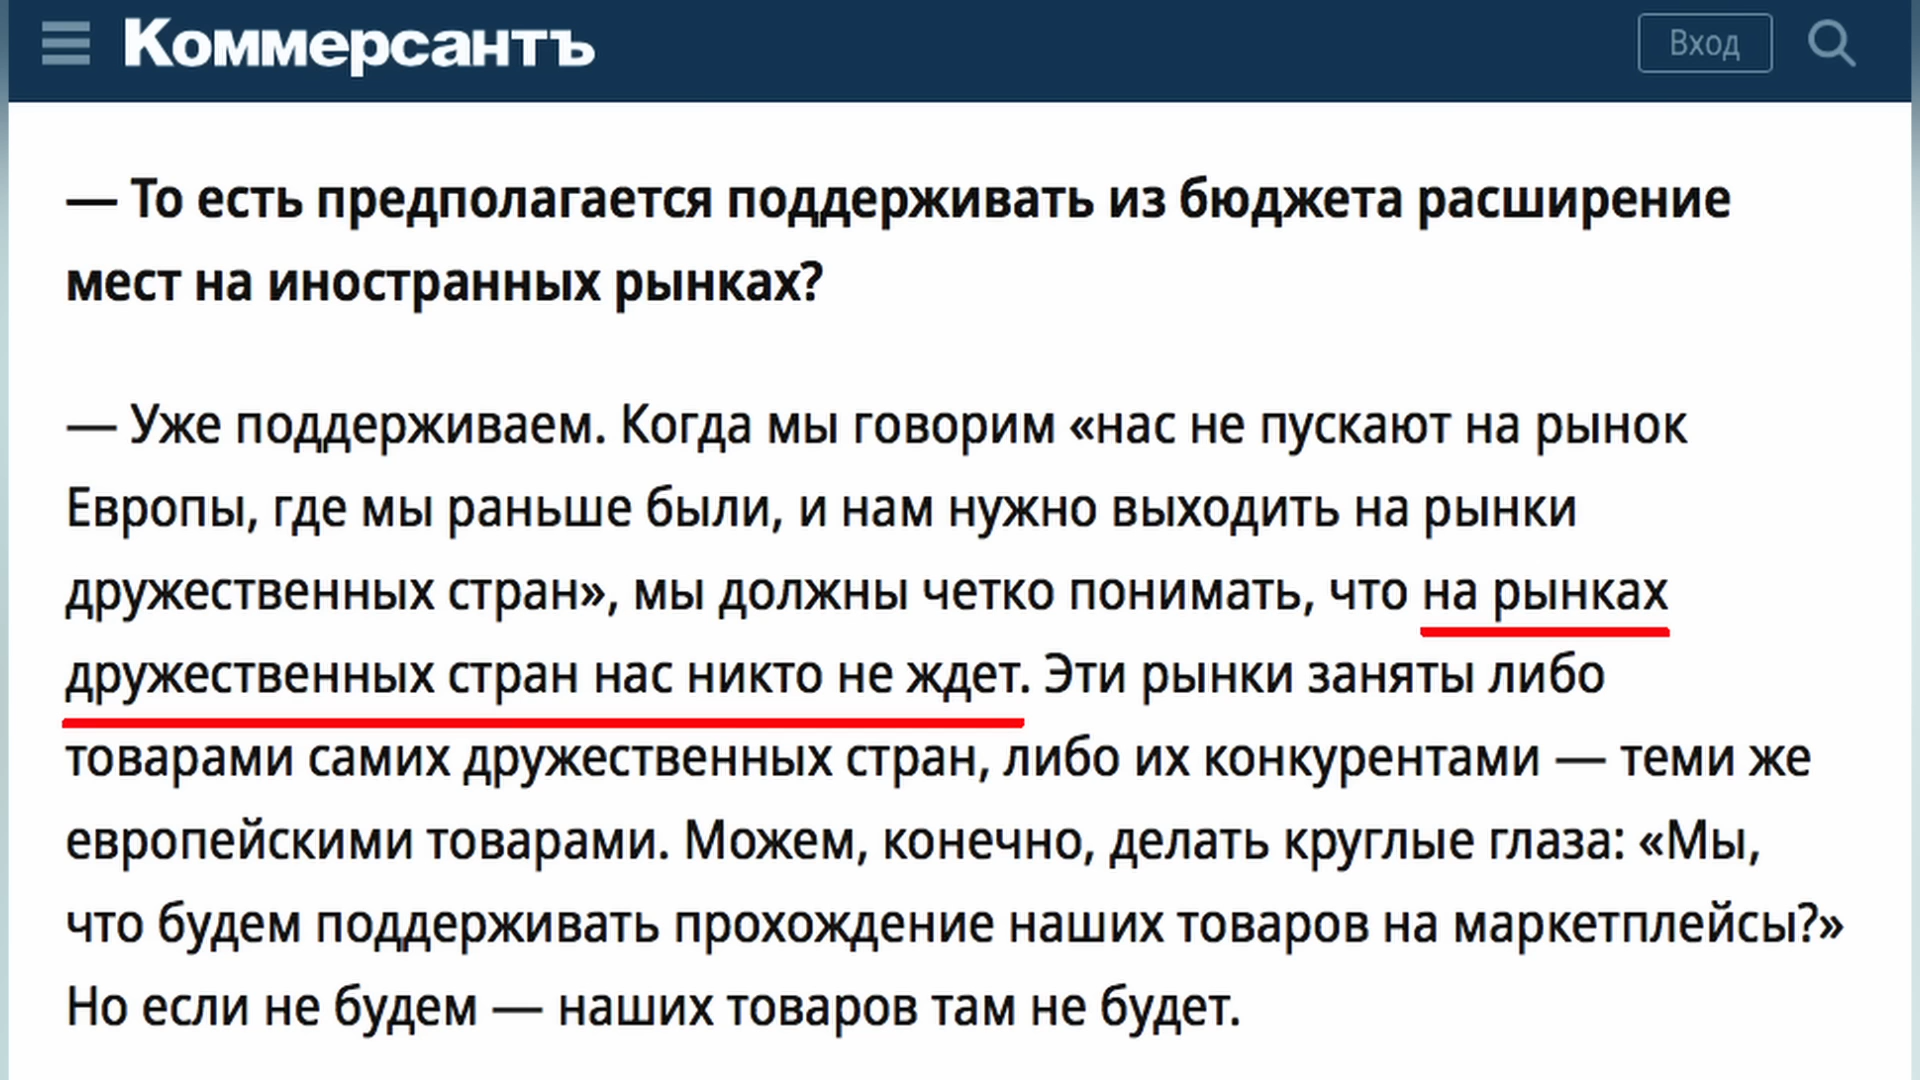 Коммерсантъ
Вход
— То есть предполагается поддерживать из бюджета расширение
мест на иностранных рынках?
— Уже поддерживаем. Когда мы говорим «нас не пускают на рынок
Европы, где мы раньше были, и нам нужно выходить на рынки
дружественных стран», мы должны четко понимать, что на рынках
дружественных стран нас никто не ждет. Эти рынки заняты либо
товарами самих дружественных стран, либо их конкурентами — теми же
европейскими товарами. Можем, конечно, делать круглые глаза: «Мы,
что будем поддерживать прохождение наших товаров на маркетплейсы?»
Но если не будем — наших товаров там не будет.